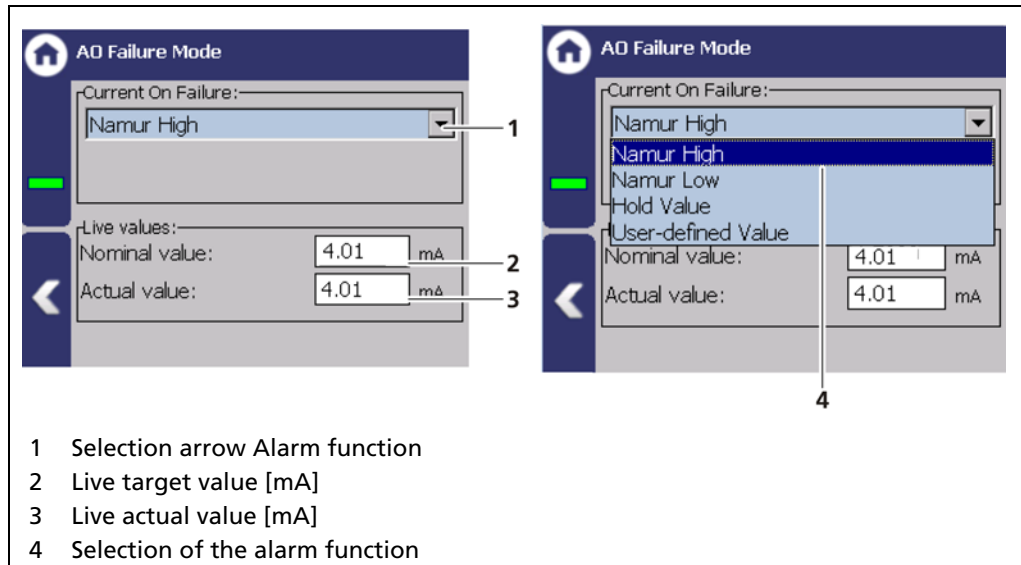 AO Failure Mode
Current On Failure:
Namur High
1
Live values:
Nominal value: 4.01 mA
2
Actual value: 4.01 mA
3
AO Failure Mode
Current On Failure:
Namur High
Namur High
Namur Low
Hold Value
User-defined Value
Nominal value: 4.01 mA
Actual value: 4.01 mA
4
1 Selection arrow Alarm function
2 Live target value [mA]
3 Live actual value [mA]
4 Selection of the alarm function